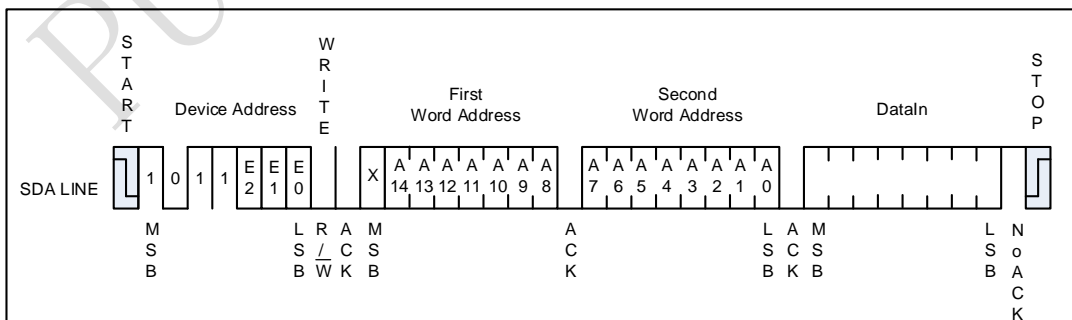 PU
START
WRITE
STOP
Device Address
First
Word Address
Second
Word Address
DataIn
SDA LINE
1 0 1 1 E2 E1 E0 X A14 A13 A12 A11 A10 A9 A8 A7 A6 A5 A4 A3 A2 A1 A0
MSB
LSB
R/W
ACK
MSB
ACK
LSB
ACK
MSB
LSB
NoACK